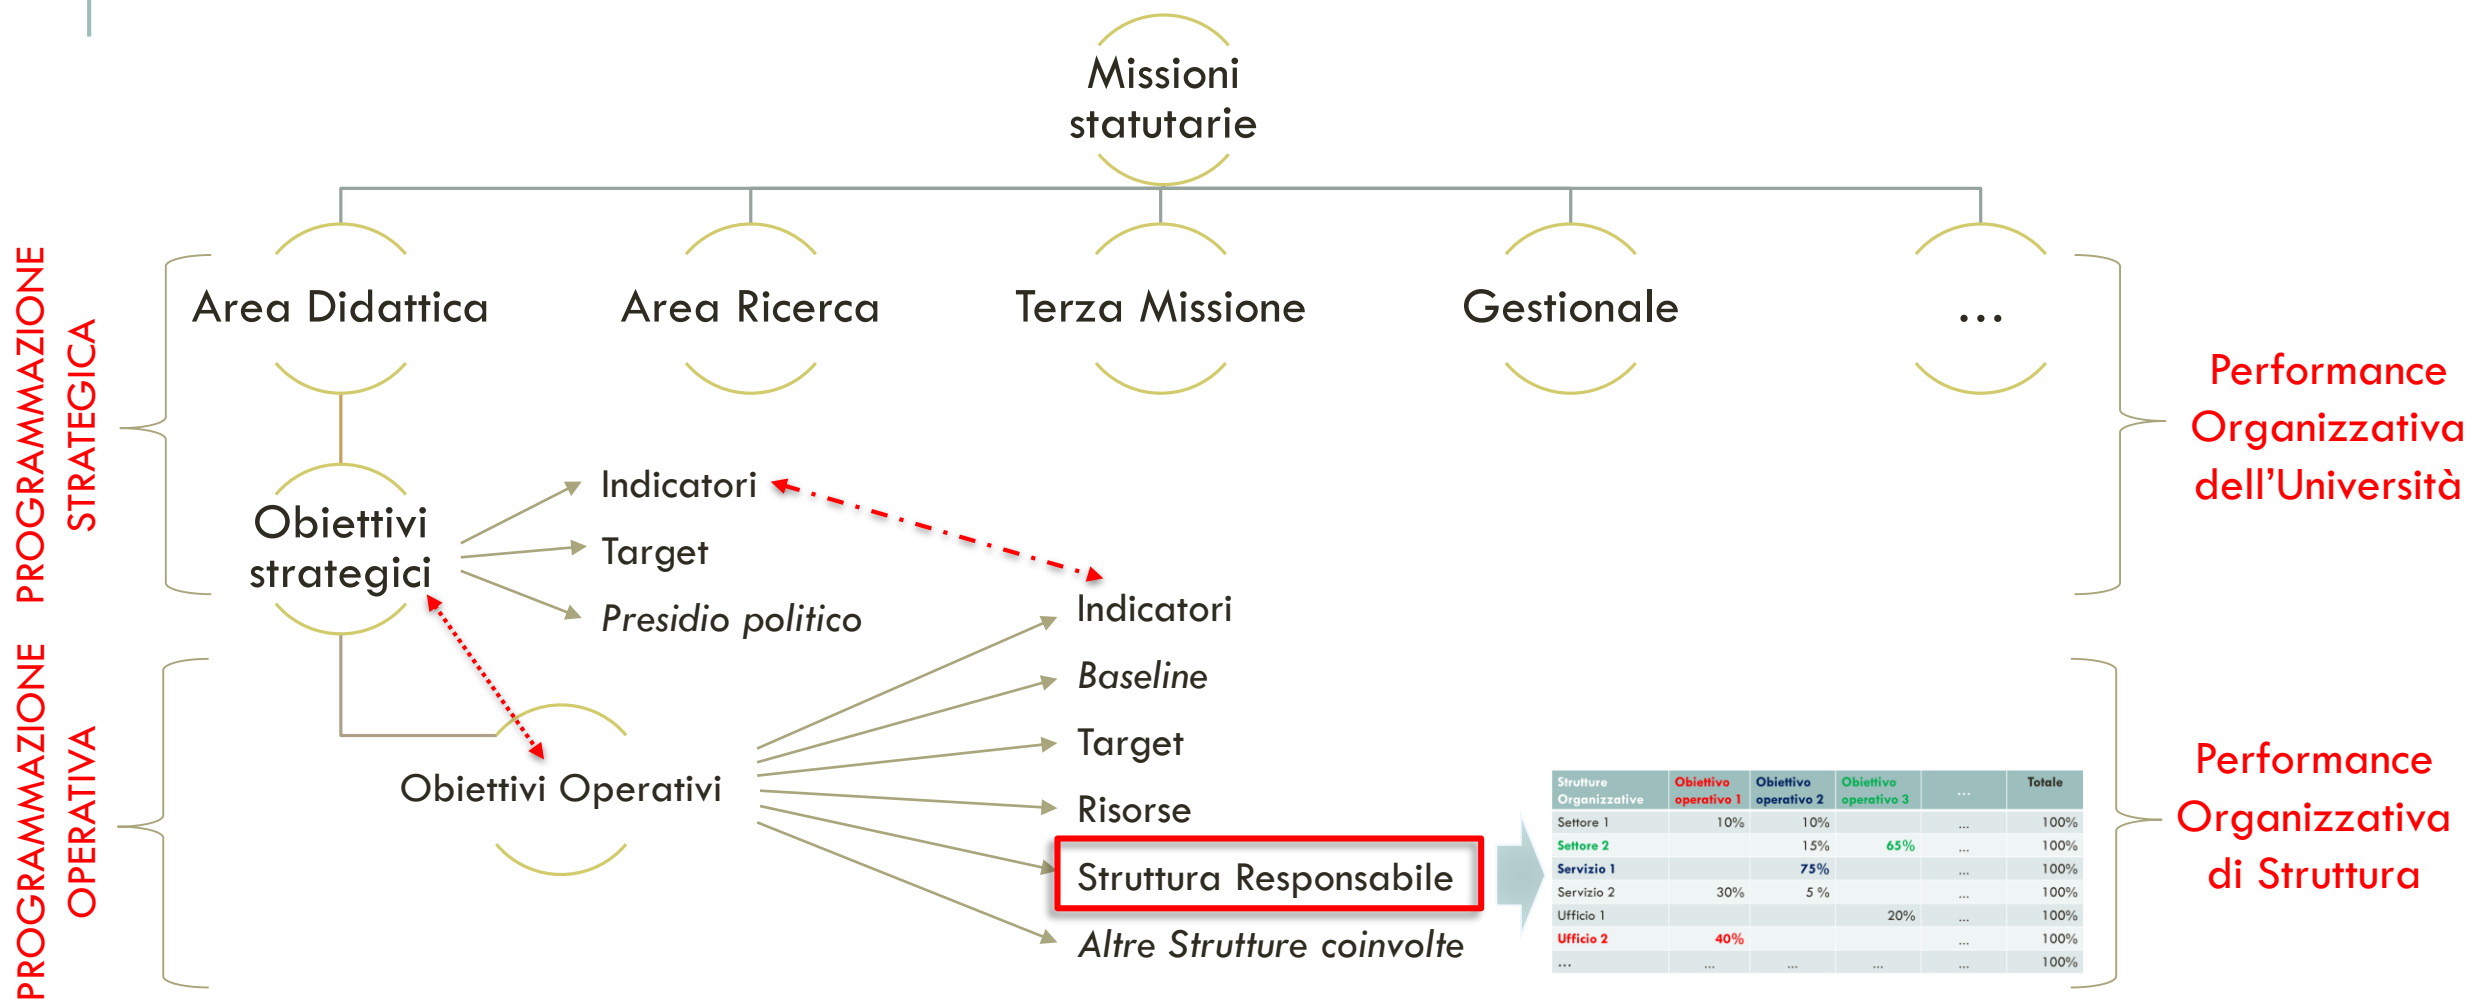 Missioni
statutarie
PROGRAMMAZIONE
STRATEGICA
Area Didattica
Area Ricerca
Terza Missione
Gestionale
...
Performance
Organizzativa
dell'Università
Obiettivi
strategici
Indicatori
Target
Presidio politico
PROGRAMMAZIONE
OPERATIVA
Obiettivi Operativi
Indicatori
Baseline
Target
Risorse
Struttura Responsabile
Altre Strutture coinvolte
Strutture Organizzative Obiettivo operativo 1 Obiettivo operativo 2 Obiettivo operativo 3 ... Totale
Settore 1 10% 10% ... 100%
Settore 2 15% 65% ... 100%
Servizio 1 75% ... 100%
Servizio 2 30% 5 % ... 100%
Ufficio 1 20% ... 100%
Ufficio 2 40% ... 100%
... ... ... ... ... 100%
Performance
Organizzativa
di Struttura